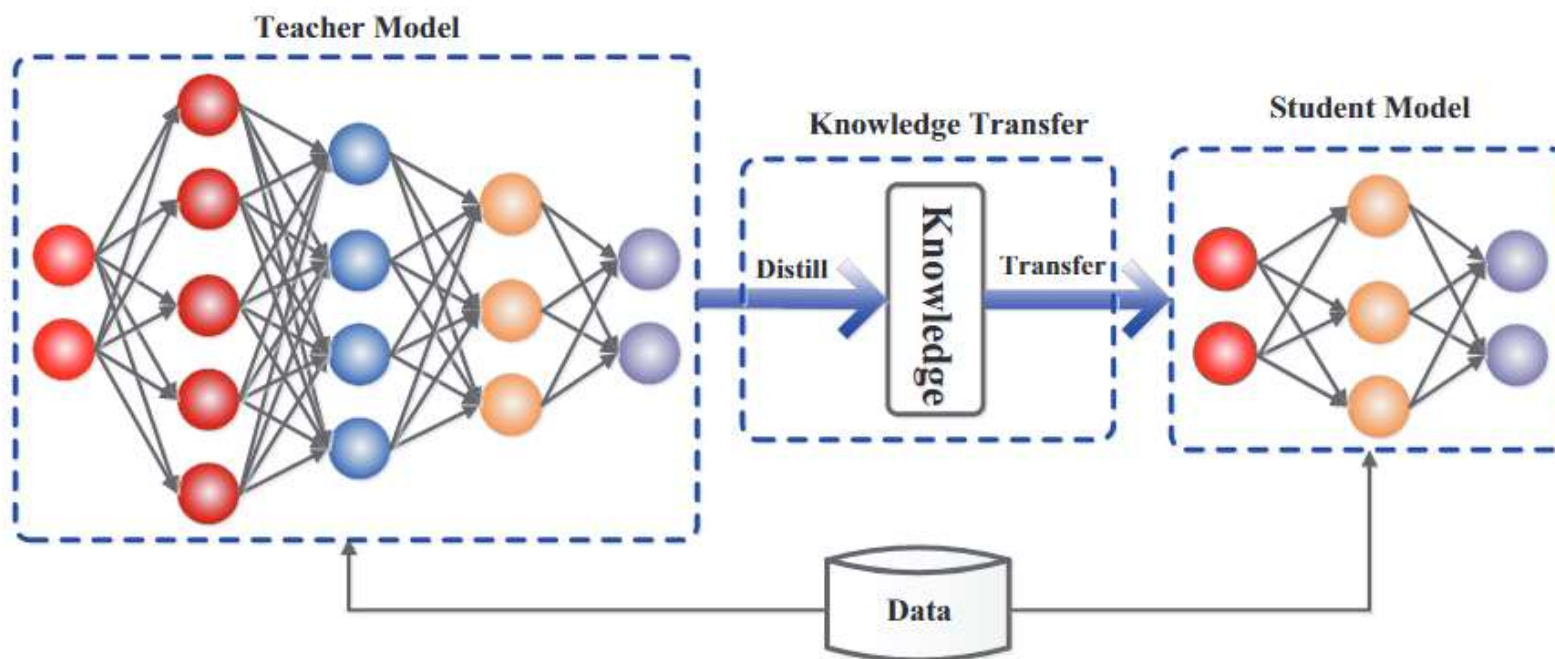 Teacher Model
Knowledge Transfer
Student Model
Distill
Knowledge
Transfer
Data